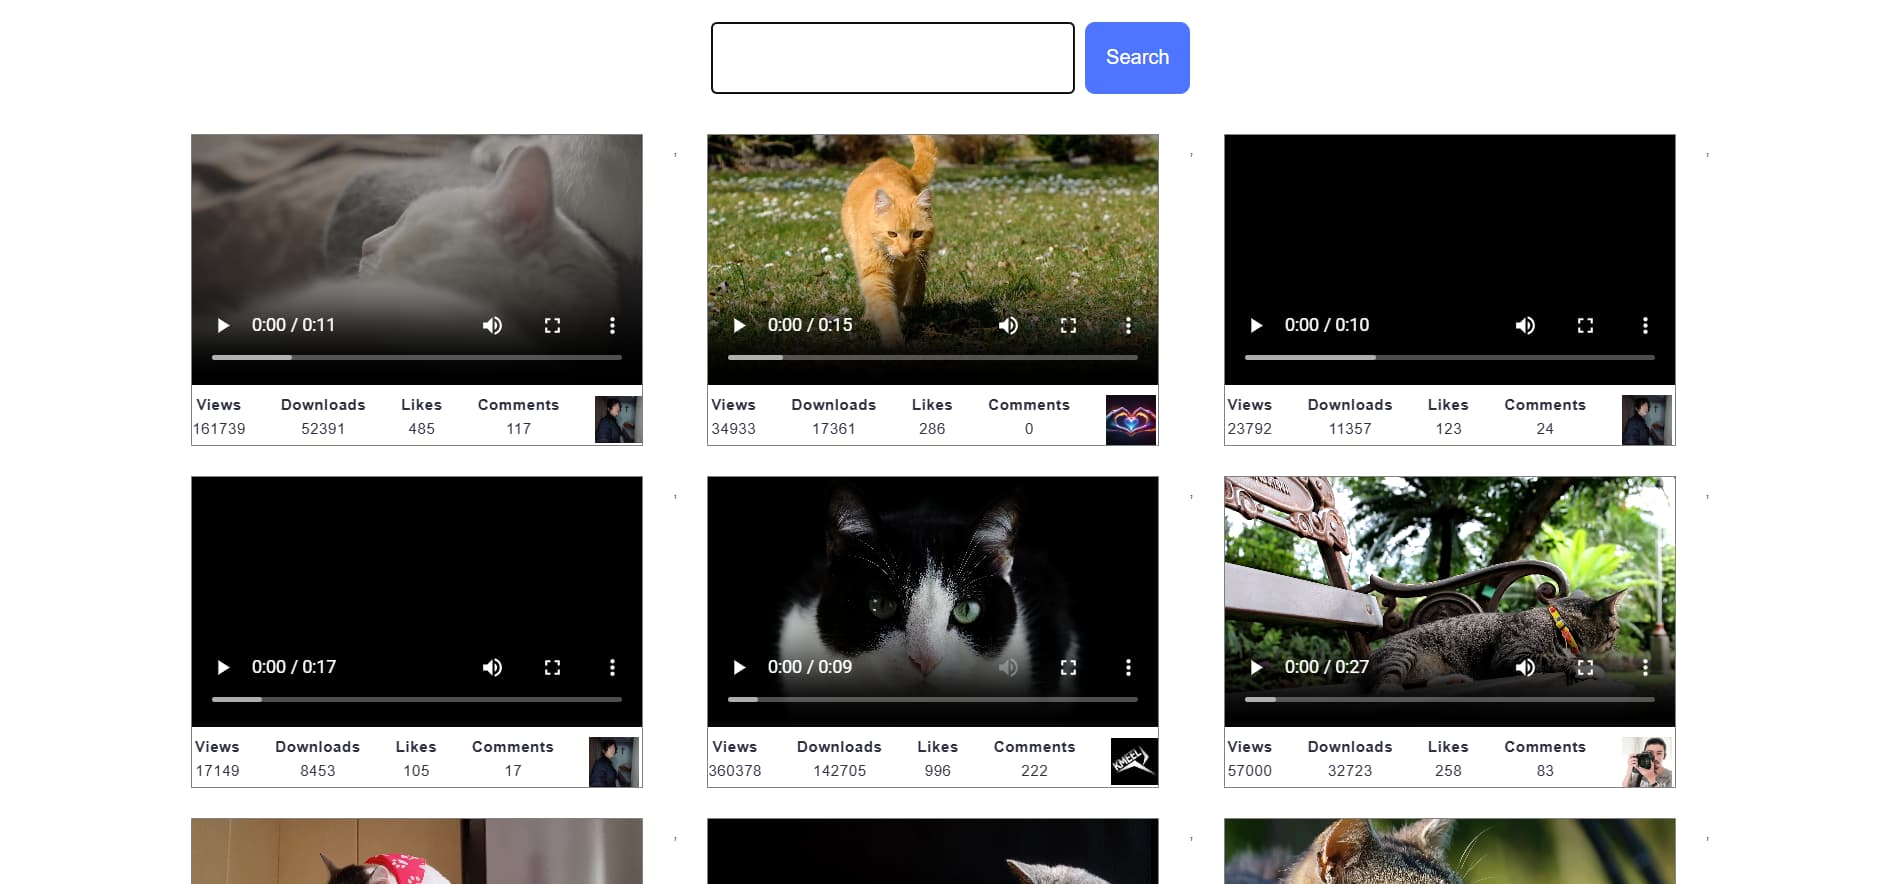 Search
0:00 / 0:11
0:00 / 0:15
0:00 / 0:10
Views Downloads Likes Comments
161739 52391 485 117
Views Downloads Likes Comments
34933 17361 286 0
Views Downloads Likes Comments
23792 11357 123 24
, , ,
0:00 / 0:17
0:00 / 0:09
0:00 / 0:27
Views Downloads Likes Comments
17149 8453 105 17
Views Downloads Likes Comments
360378 142705 996 222
KMEEL
Views Downloads Likes Comments
57000 32723 258 83
, , ,
, , ,